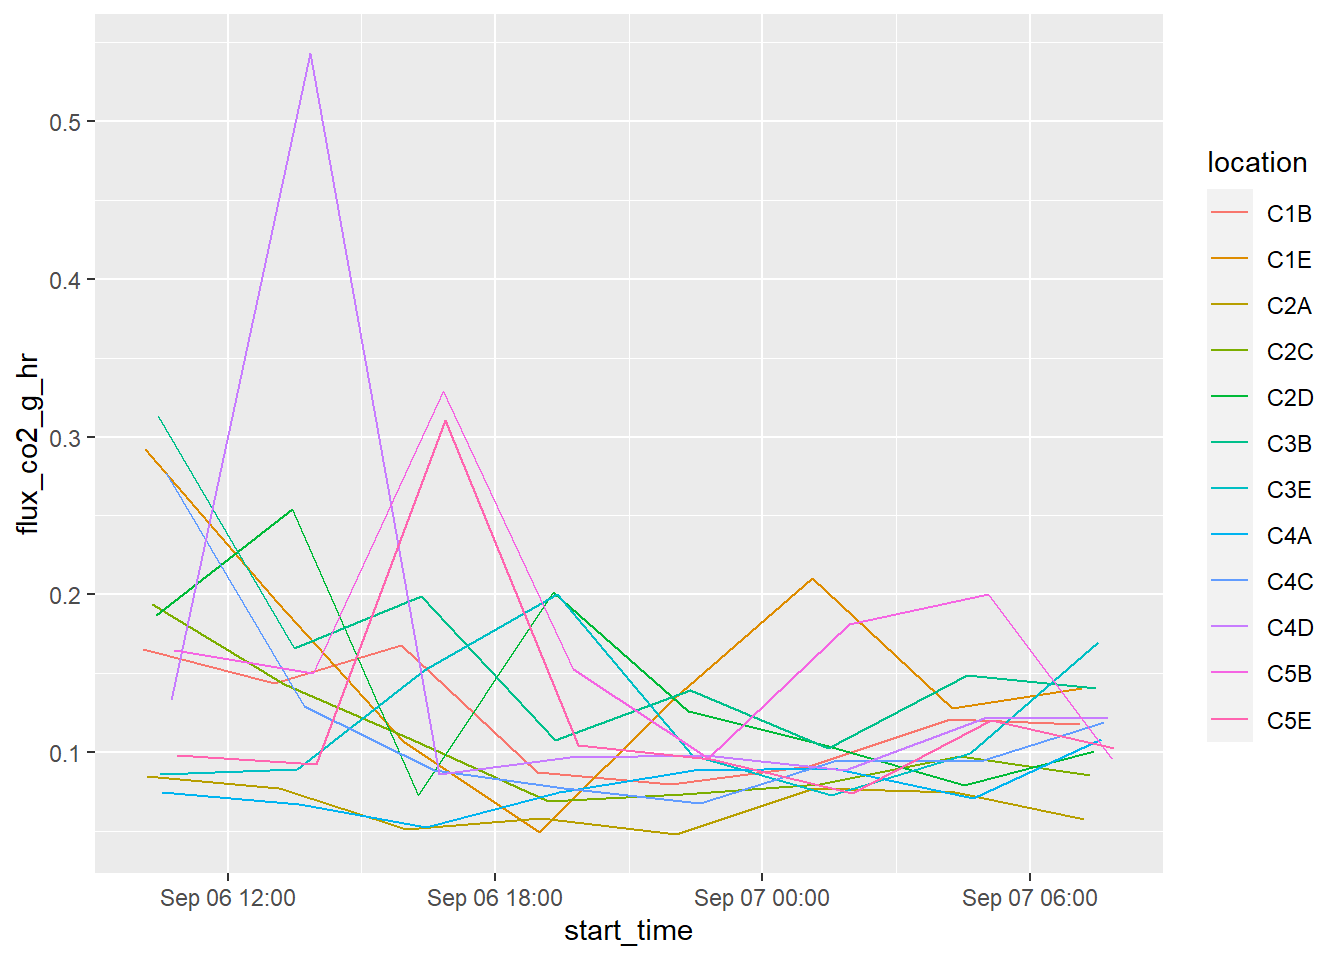 flux_co2_g_hr
0.5
0.4
0.3
0.2
0.1
Sep 06 12:00
Sep 06 18:00
Sep 07 00:00
Sep 07 06:00
start_time
location
C1B
C1E
C2A
C2C
C2D
C3B
C3E
C4A
C4C
C4D
C5B
C5E